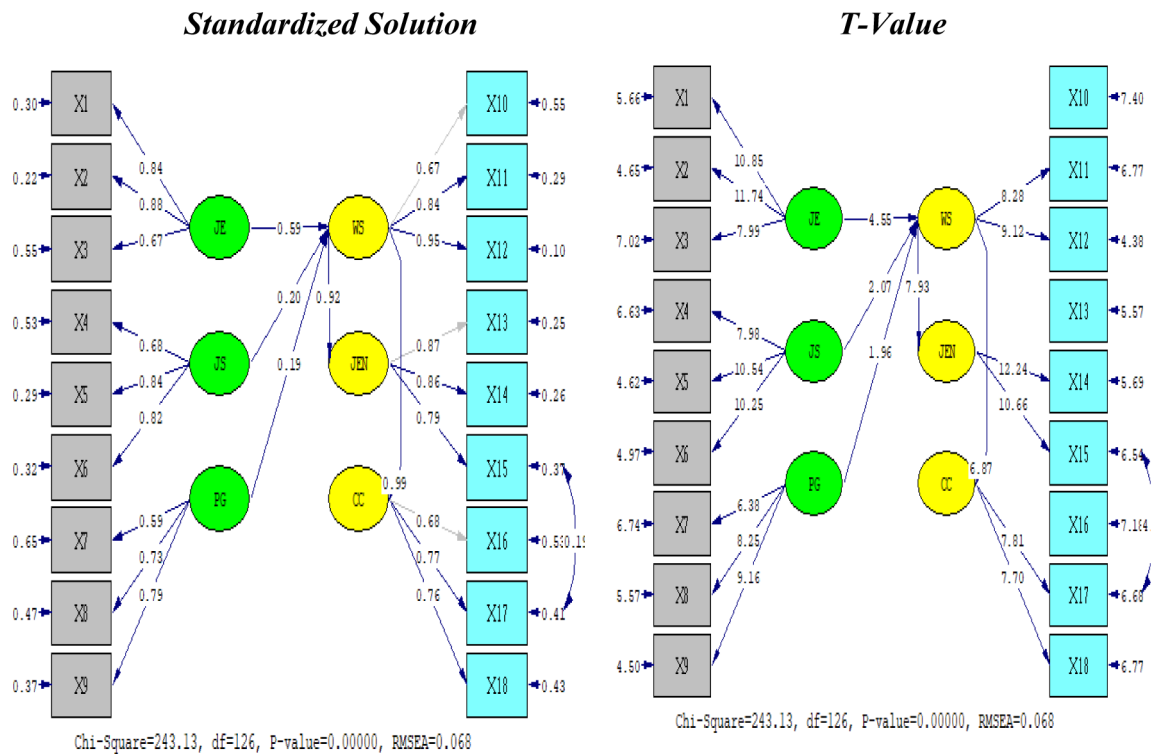 Standardized Solution
0.30 X1
0.22 X2
0.55 X3
0.53 X4
0.29 X5
0.32 X6
0.65 X7
0.47 X8
0.37 X9
0.84
0.88
0.67
0.68
0.84
0.82
0.59
0.73
0.79
JE
JS
PG
0.59
0.20
0.92
0.19
WS
JEN
CC
0.99
0.67
0.84
0.95
0.87
0.86
0.79
0.68
0.77
0.76
X10 0.55
X11 0.29
X12 0.10
X13 0.25
X14 0.26
X15 0.37
X16 0.53
X17 0.41
X18 0.43
0.19
Chi-Square=243.13, df=126, P-value=0.00000, RMSEA=0.068
T-Value
5.66 X1
4.65 X2
7.02 X3
6.63 X4
4.62 X5
4.97 X6
6.74 X7
5.57 X8
4.50 X9
10.85
11.74
7.99
7.98
10.54
10.25
6.38
8.25
9.16
JE
JS
PG
4.55
2.07
7.93
1.96
WS
JEN
CC
6.87
8.28
9.12
12.24
10.66
7.81
7.70
X10 7.40
X11 6.77
X12 4.38
X13 5.57
X14 5.69
X15 6.54
X16
X17 6.68
X18 6.77
Chi-Square=243.13, df=126, P-value=0.00000, RMSEA=0.068